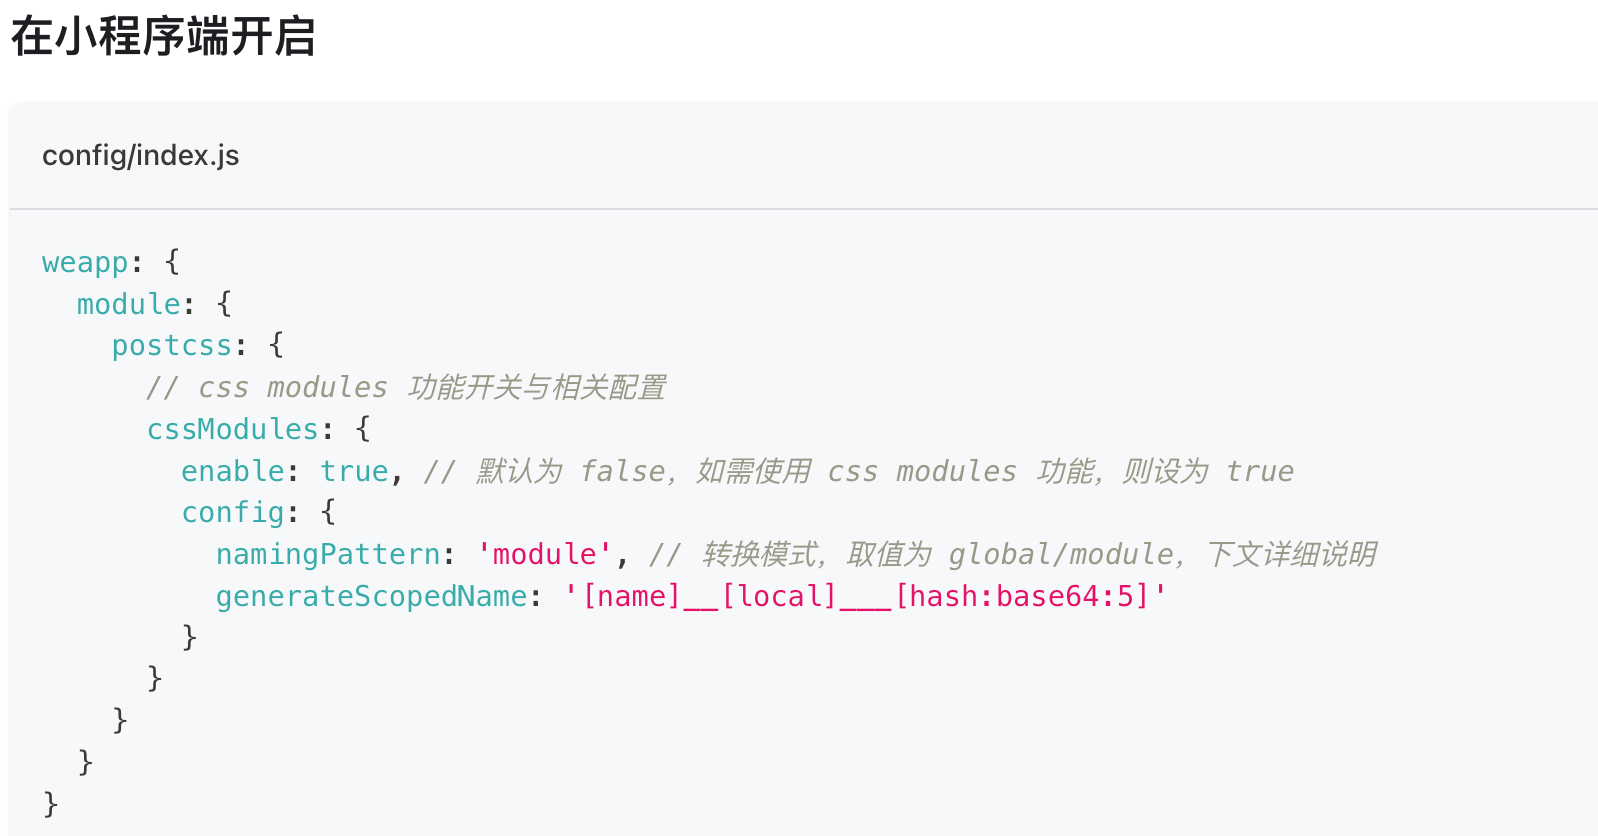 在小程序端开启
config/index.js
weapp: {
  module: {
    postcss: {
      // css modules 功能开关与相关配置
      cssModules: {
        enable: true, // 默认为 false，如需使用 css modules 功能，则设为 true
        config: {
          namingPattern: 'module', // 转换模式，取值为 global/module，下文详细说明
          generateScopedName: '[name]__[local]___[hash:base64:5]'
        }
      }
    }
  }
}